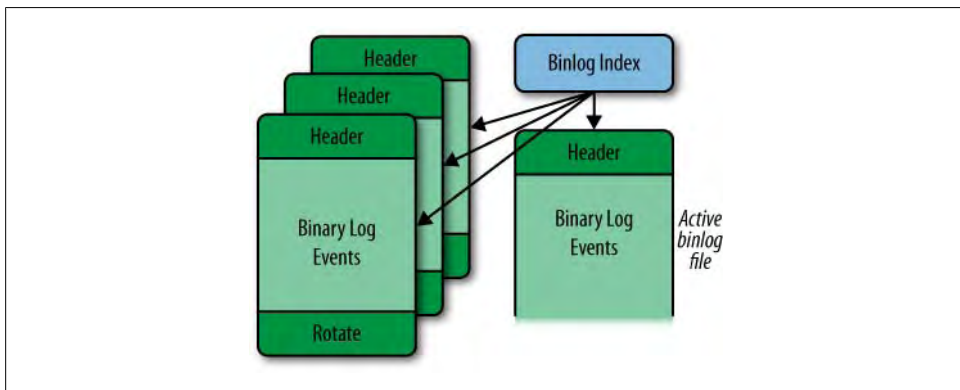 Header
Header
Header
Binary Log
Events
Rotate
Binlog Index
Header
Binary Log
Events
Active
binlog
file